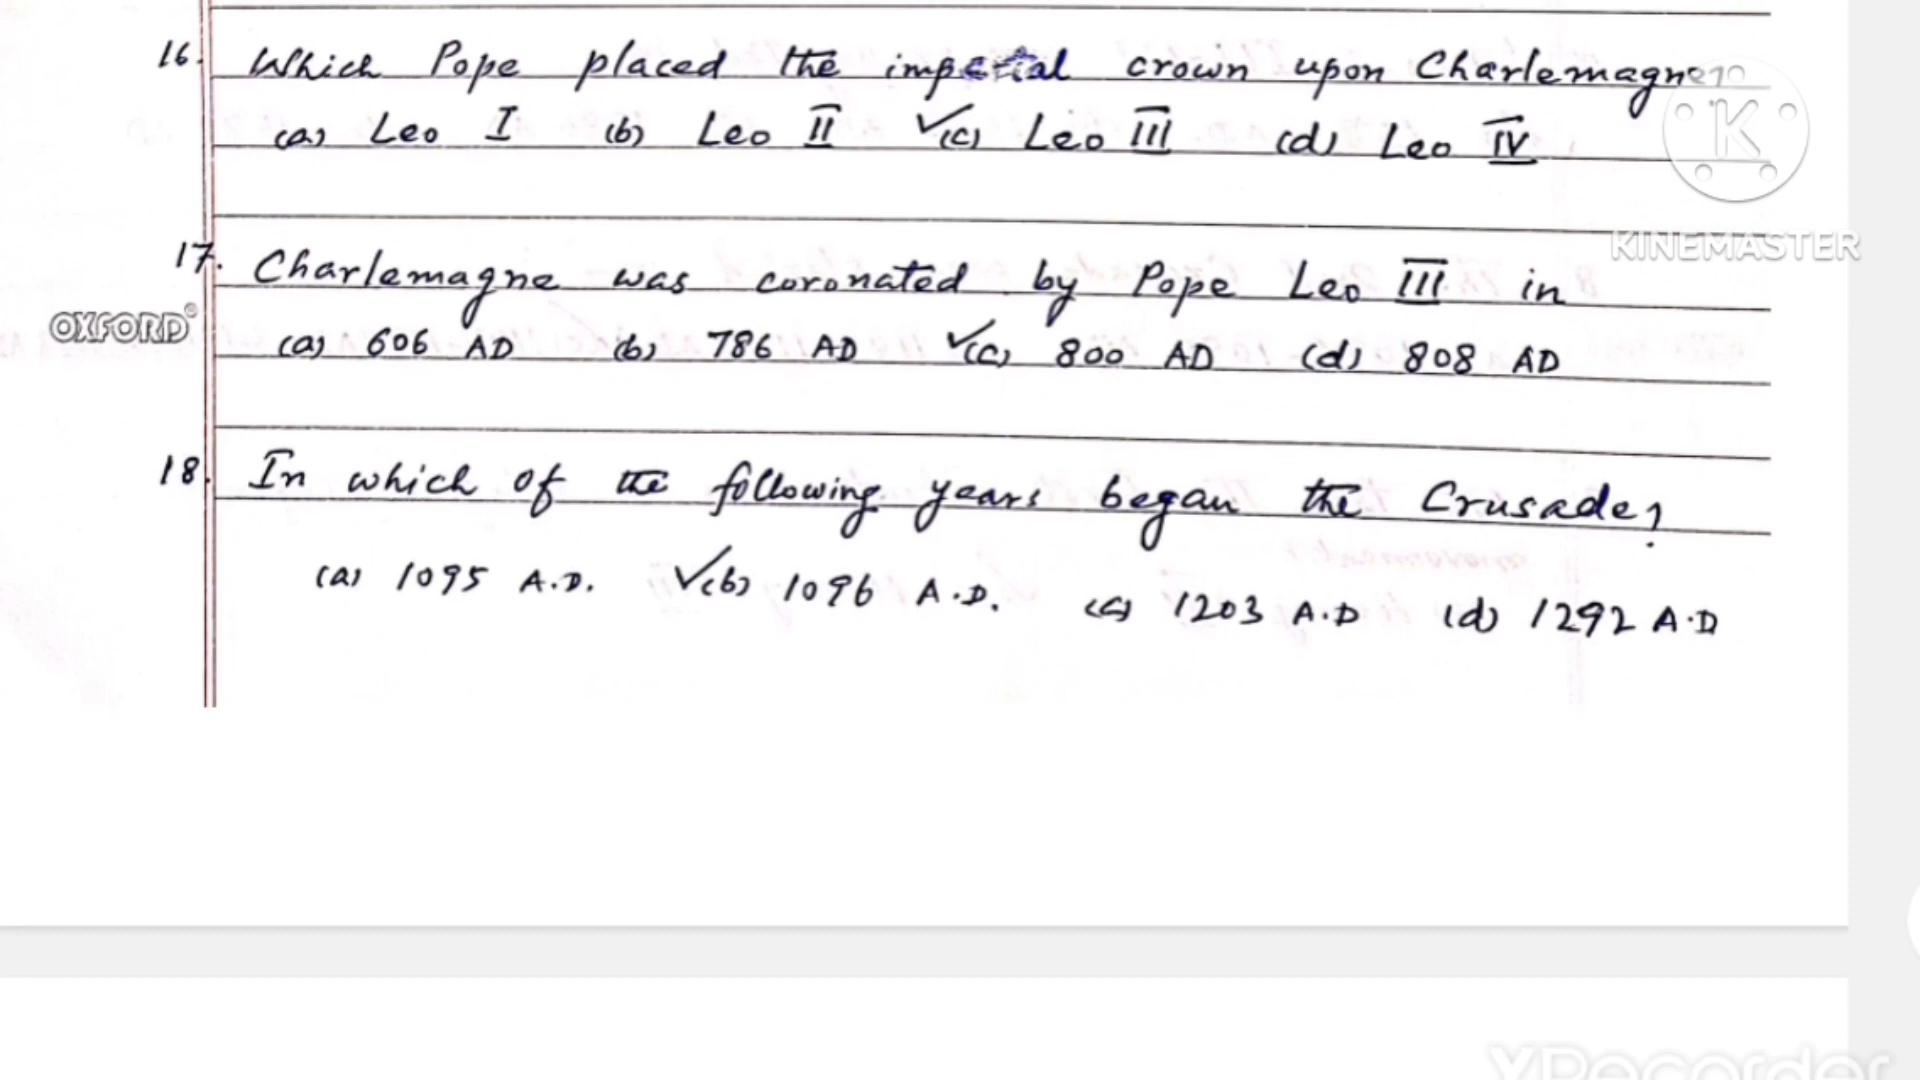 16. Which Pope placed the imperial crown upon Charlemagne?
(a) Leo I (b) Leo II ✓(c) Leo III (d) Leo IV
KINEMASTER
17. Charlemagne was coronated by Pope Leo III in
OXFORD®
(a) 606 AD (b) 786 AD ✓(c) 800 AD (d) 808 AD
18. In which of the following years began the Crusade?
(a) 1095 A.D. ✓(b) 1096 A.D. (c) 1203 A.D (d) 1292 A.D
XRecorder